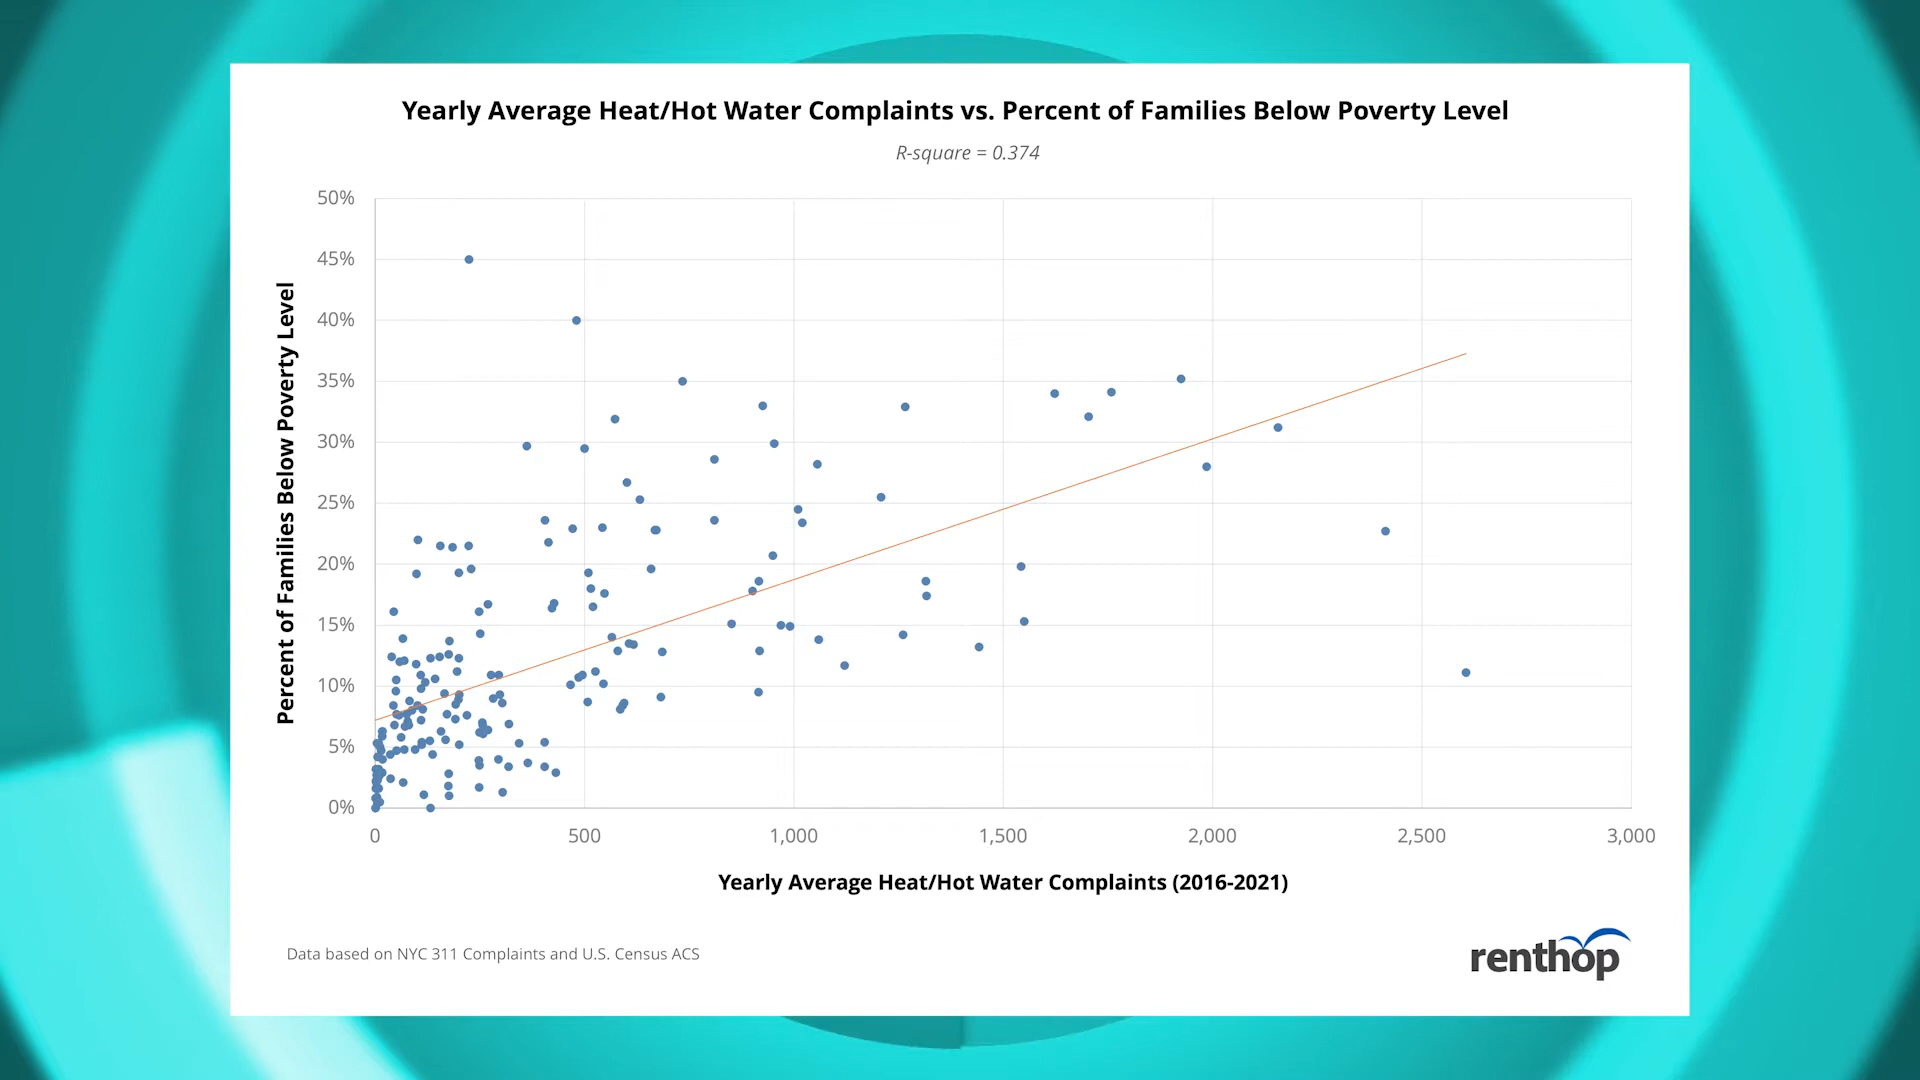 Yearly Average Heat/Hot Water Complaints vs. Percent of Families Below Poverty Level
R-square = 0.374
Percent of Families Below Poverty Level
50%
45%
40%
35%
30%
25%
20%
15%
10%
5%
0%
0 500 1,000 1,500 2,000 2,500 3,000
Yearly Average Heat/Hot Water Complaints (2016-2021)
Data based on NYC 311 Complaints and U.S. Census ACS
renthop